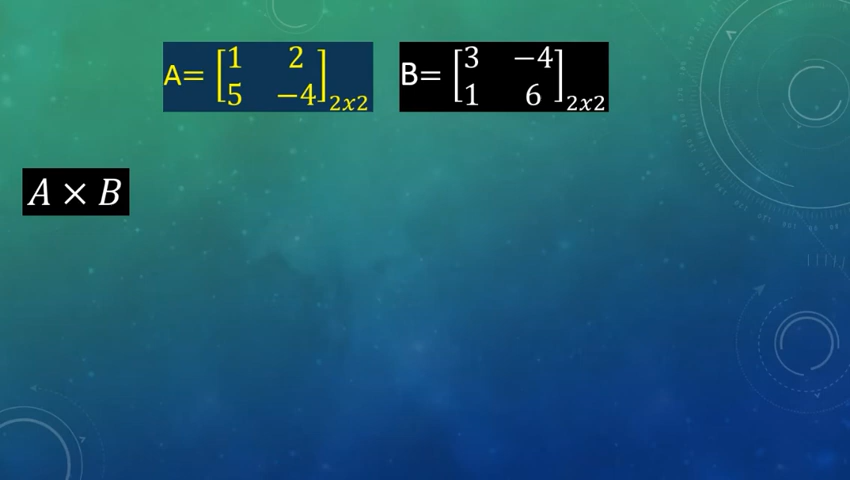 A= [1 2
5 −4]2x2
B= [3 −4
1 6]2x2
A × B